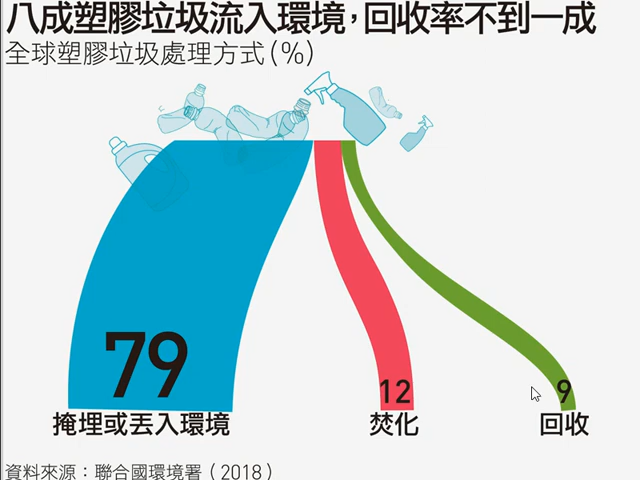 八成塑膠垃圾流入環境，回收率不到一成
全球塑膠垃圾處理方式（%）
79
12
9
掩埋或丟入環境
焚化
回收
資料來源：聯合國環境署（2018）